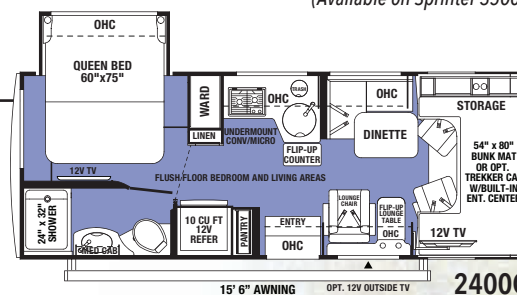 (Available on Sprinter 3500
OHC
QUEEN BED
60"x75"
WARD
LINEN
OHC
TRASH
UNDERMOUNT
CONV/MICRO
FLIP-UP
COUNTER
OHC
DINETTE
STORAGE
54" x 80"
BUNK MAT
OR OPT.
TREKKER CA
W/BUILT-IN
ENT. CENTER
12V TV
12V TV
FLUSH FLOOR BEDROOM AND LIVING AREAS
24" x 32"
SHOWER
MED CAB
10 CU FT
12V
REFER
PANTRY
ENTRY
OHC
LOUNGE
CHAIR
FLIP-UP
LOUNGE
TABLE
OHC
15' 6" AWNING
OPT. 12V OUTSIDE TV